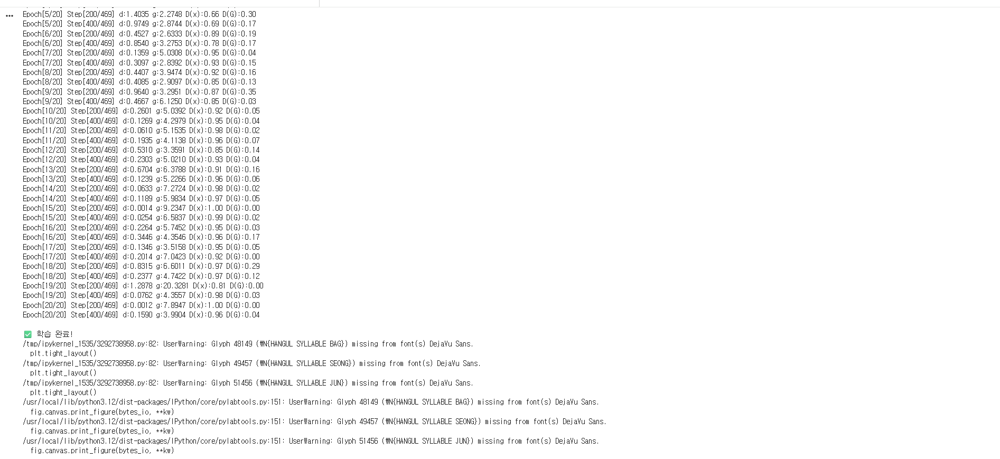 Epoch[5/20] Step[200/469] d:1.4035 g:2.2748 D(x):0.66 D(G):0.30
Epoch[5/20] Step[400/469] d:0.9749 g:2.8744 D(x):0.69 D(G):0.17
Epoch[6/20] Step[200/469] d:0.4527 g:2.6333 D(x):0.89 D(G):0.19
Epoch[6/20] Step[400/469] d:0.8540 g:3.2753 D(x):0.78 D(G):0.17
Epoch[7/20] Step[200/469] d:0.1359 g:5.0308 D(x):0.95 D(G):0.04
Epoch[7/20] Step[400/469] d:0.3097 g:2.8392 D(x):0.93 D(G):0.15
Epoch[8/20] Step[200/469] d:0.4407 g:3.9474 D(x):0.92 D(G):0.16
Epoch[8/20] Step[400/469] d:0.4085 g:2.9097 D(x):0.85 D(G):0.13
Epoch[9/20] Step[200/469] d:0.9640 g:3.2951 D(x):0.87 D(G):0.35
Epoch[9/20] Step[400/469] d:0.4667 g:6.1250 D(x):0.85 D(G):0.03
Epoch[10/20] Step[200/469] d:0.2601 g:5.0392 D(x):0.92 D(G):0.05
Epoch[10/20] Step[400/469] d:0.1269 g:4.2979 D(x):0.95 D(G):0.04
Epoch[11/20] Step[200/469] d:0.0610 g:5.1535 D(x):0.98 D(G):0.02
Epoch[11/20] Step[400/469] d:0.1935 g:4.1138 D(x):0.96 D(G):0.07
Epoch[12/20] Step[200/469] d:0.5310 g:3.3591 D(x):0.85 D(G):0.14
Epoch[12/20] Step[400/469] d:0.2303 g:5.0210 D(x):0.93 D(G):0.04
Epoch[13/20] Step[200/469] d:0.6704 g:6.3788 D(x):0.91 D(G):0.16
Epoch[13/20] Step[400/469] d:0.1239 g:5.2266 D(x):0.96 D(G):0.06
Epoch[14/20] Step[200/469] d:0.0633 g:7.2724 D(x):0.98 D(G):0.02
Epoch[14/20] Step[400/469] d:0.1189 g:5.9834 D(x):0.97 D(G):0.05
Epoch[15/20] Step[200/469] d:0.0014 g:9.2347 D(x):1.00 D(G):0.00
Epoch[15/20] Step[400/469] d:0.0254 g:6.5837 D(x):0.99 D(G):0.02
Epoch[16/20] Step[200/469] d:0.2264 g:5.7452 D(x):0.95 D(G):0.03
Epoch[16/20] Step[400/469] d:0.3446 g:4.3546 D(x):0.96 D(G):0.17
Epoch[17/20] Step[200/469] d:0.1346 g:3.5158 D(x):0.95 D(G):0.05
Epoch[17/20] Step[400/469] d:0.2014 g:7.0423 D(x):0.92 D(G):0.00
Epoch[18/20] Step[200/469] d:0.8315 g:6.6011 D(x):0.97 D(G):0.29
Epoch[18/20] Step[400/469] d:0.2377 g:4.7422 D(x):0.97 D(G):0.12
Epoch[19/20] Step[200/469] d:1.2878 g:20.3281 D(x):0.81 D(G):0.00
Epoch[19/20] Step[400/469] d:0.0762 g:4.3557 D(x):0.98 D(G):0.03
Epoch[20/20] Step[200/469] d:0.0012 g:7.8947 D(x):1.00 D(G):0.00
Epoch[20/20] Step[400/469] d:0.1590 g:3.9904 D(x):0.96 D(G):0.04
✅ 학습 완료!
/tmp/ipykernel_1535/3292738958.py:82: UserWarning: Glyph 48149 (₩N{HANGUL SYLLABLE BAG}) missing from font(s) DejaVu Sans.
plt.tight_layout()
/tmp/ipykernel_1535/3292738958.py:82: UserWarning: Glyph 49457 (₩N{HANGUL SYLLABLE SEONG}) missing from font(s) DejaVu Sans.
plt.tight_layout()
/tmp/ipykernel_1535/3292738958.py:82: UserWarning: Glyph 51456 (₩N{HANGUL SYLLABLE JUN}) missing from font(s) DejaVu Sans.
plt.tight_layout()
/usr/local/lib/python3.12/dist-packages/IPython/core/pylabtools.py:151: UserWarning: Glyph 48149 (₩N{HANGUL SYLLABLE BAG}) missing from font(s) DejaVu Sans.
fig.canvas.print_figure(bytes_io, **kw)
/usr/local/lib/python3.12/dist-packages/IPython/core/pylabtools.py:151: UserWarning: Glyph 49457 (₩N{HANGUL SYLLABLE SEONG}) missing from font(s) DejaVu Sans.
fig.canvas.print_figure(bytes_io, **kw)
/usr/local/lib/python3.12/dist-packages/IPython/core/pylabtools.py:151: UserWarning: Glyph 51456 (₩N{HANGUL SYLLABLE JUN}) missing from font(s) DejaVu Sans.
fig.canvas.print_figure(bytes_io, **kw)